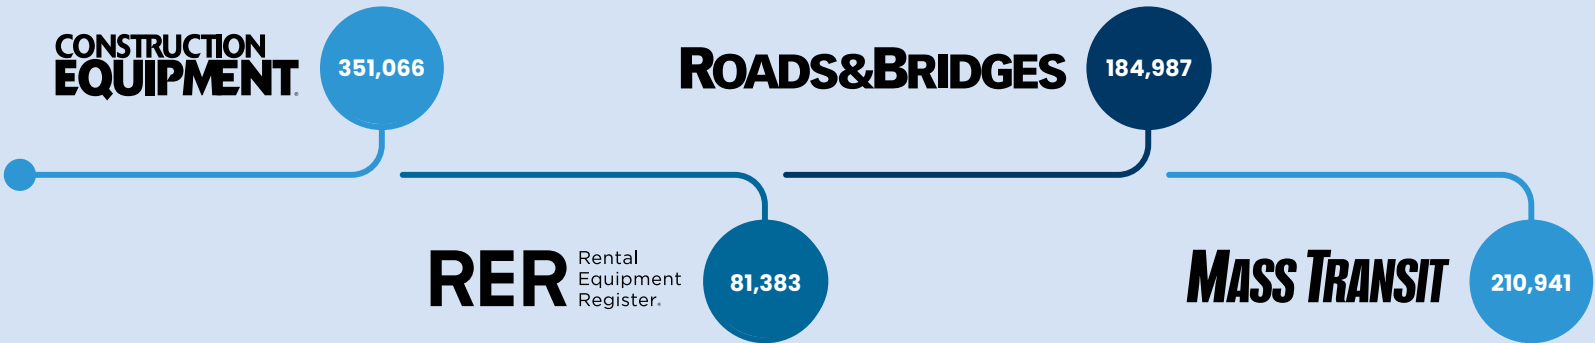 CONSTRUCTION
EQUIPMENT®
351,066
ROADS&BRIDGES
184,987
RER
Rental
Equipment
Register®
81,383
MASS TRANSIT
210,941